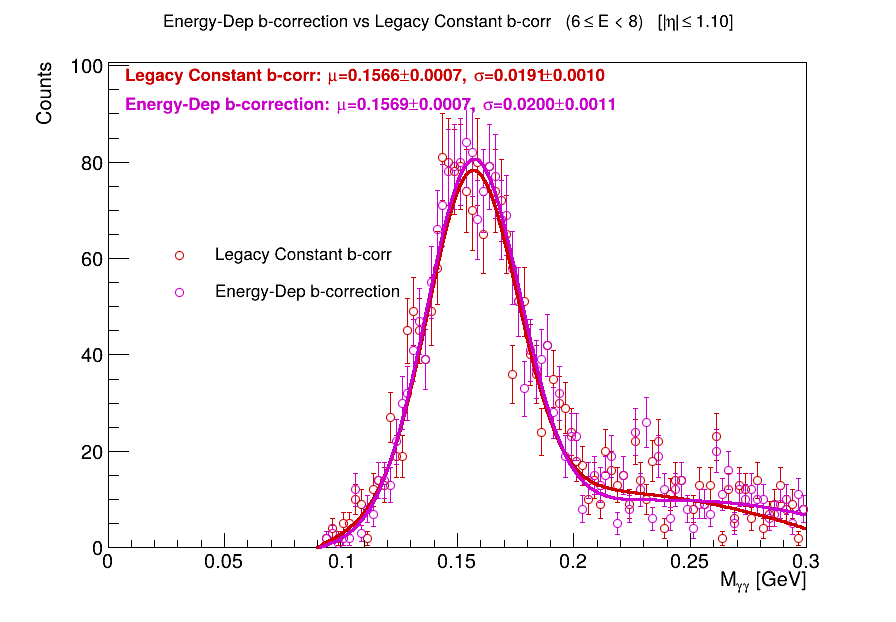 Energy-Dep b-correction vs Legacy Constant b-corr (6 ≤ E < 8) [|η| ≤ 1.10]
Counts
Legacy Constant b-corr: μ=0.1566±0.0007, σ=0.0191±0.0010
Energy-Dep b-correction: μ=0.1569±0.0007, σ=0.0200±0.0011
Legacy Constant b-corr
Energy-Dep b-correction
100
80
60
40
20
0
0 0.05 0.1 0.15 0.2 0.25 0.3
Mγγ [GeV]